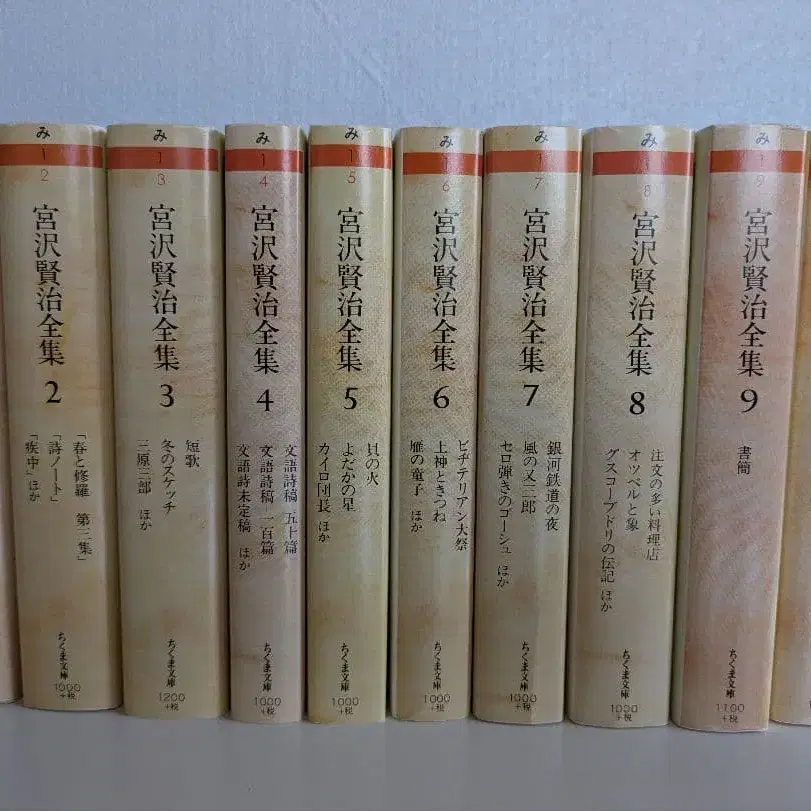 み
1
2
宮沢賢治全集 2
「春と修羅 第三集」
「詩ノート」
「疾中」ほか
ちくま文庫
1000
+税
み
1
3
宮沢賢治全集 3
短歌
冬のスケッチ
三原三部 ほか
ちくま文庫
1200
+税
み
1
4
宮沢賢治全集 4
文語詩稿 五十篇
文語詩稿 一百篇
文語詩未定稿 ほか
ちくま文庫
1000
+税
み
1
5
宮沢賢治全集 5
貝の火
よだかの星
カイロ団長 ほか
ちくま文庫
1000
+税
み
1
6
宮沢賢治全集 6
ビヂテリアン大祭
土神ときつね
雁の童子 ほか
ちくま文庫
1000
+税
み
1
7
宮沢賢治全集 7
銀河鉄道の夜
風の又三郎
セロ弾きのゴーシュ ほか
ちくま文庫
1000
+税
み
1
8
宮沢賢治全集 8
注文の多い料理店
オツベルと象
グスコーブドリの伝記 ほか
ちくま文庫
1000
+税
み
1
9
宮沢賢治全集 9
書簡
ちくま文庫
1100
+税